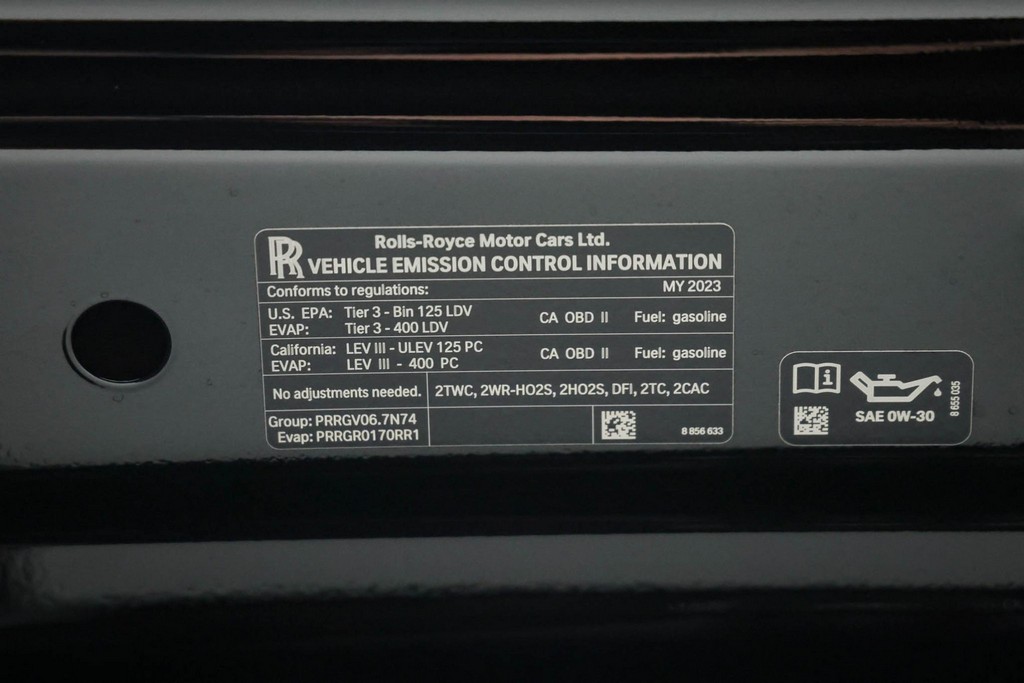 RR
Rolls-Royce Motor Cars Ltd.
VEHICLE EMISSION CONTROL INFORMATION
Conforms to regulations: MY 2023
U.S. EPA: Tier 3 - Bin 125 LDV CA OBD II Fuel: gasoline
EVAP: Tier 3 - 400 LDV
California: LEV III - ULEV 125 PC CA OBD II Fuel: gasoline
EVAP: LEV III - 400 PC
No adjustments needed. 2TWC, 2WR-HO2S, 2HO2S, DFI, 2TC, 2CAC
Group: PRRGV06.7N74
Evap: PRRGR0170RR1
8 856 633
SAE 0W-30
8 655 035